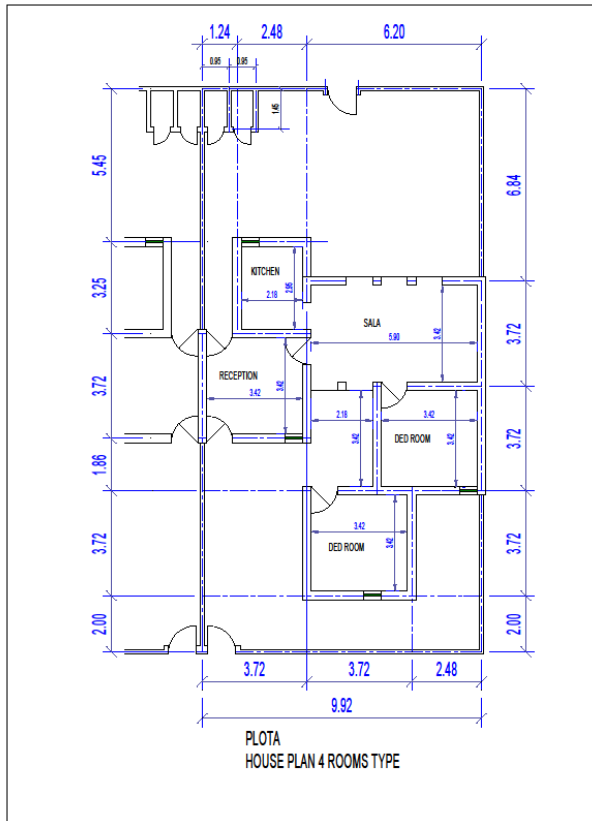 1.24 2.48 6.20
0.95 0.95
1.45
5.45
6.84
KITCHEN
2.95
2.18
3.25
SALA
3.42
5.90
3.72
RECEPTION
3.42
3.42
3.72
2.18
3.42
3.42
3.42
DED ROOM
3.72
1.86
3.42
3.42
DED ROOM
3.72
3.72
2.00
2.00
3.72 3.72 2.48
9.92
PLOTA
HOUSE PLAN 4 ROOMS TYPE